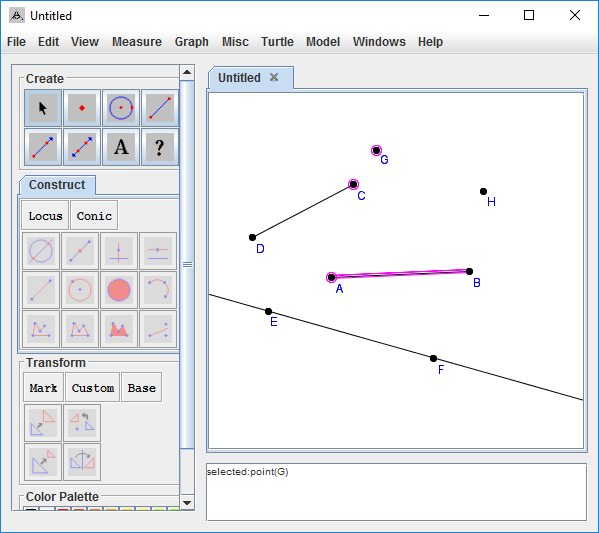 Untitled
File Edit View Measure Graph Misc Turtle Model Windows Help
Create
A ?
Construct
Locus Conic
Transform
Mark Custom Base
Color Palette
Untitled
G
C
H
D
B
A
E
F
selected:point(G)